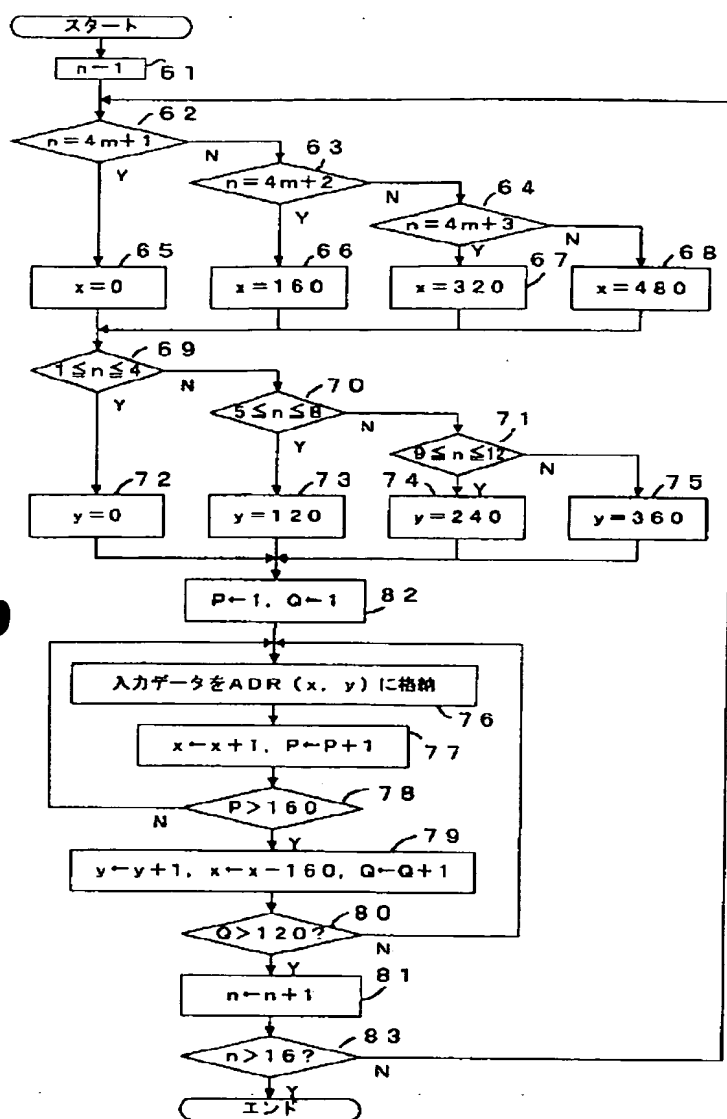 スタート
n←1
61
62
n=4m+1
N
63
Y
n=4m+2
N
64
Y
n=4m+3
N
Y
65
66
67
68
x=0
x=160
x=320
x=480
69
1≦n≦4
N
70
Y
5≦n≦8
N
71
Y
9≦n≦12
N
Y
72
73
74
75
y=0
y=120
y=240
y=360
82
P←1, Q←1
入力データをADR(x, y)に格納
76
x←x+1, P←P+1
77
P>160
78
N
Y
79
y←y+1, x←x-160, Q←Q+1
80
Q>120?
N
Y
81
n←n+1
83
n>16?
N
Y
エンド